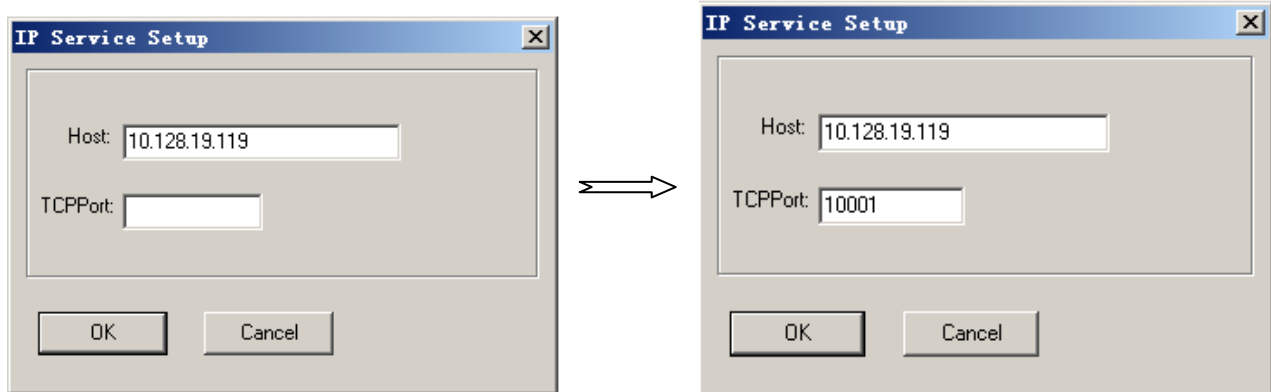 IP Service Setup
Host: 10.128.19.119
TCPPort:
OK Cancel
IP Service Setup
Host: 10.128.19.119
TCPPort: 10001
OK Cancel